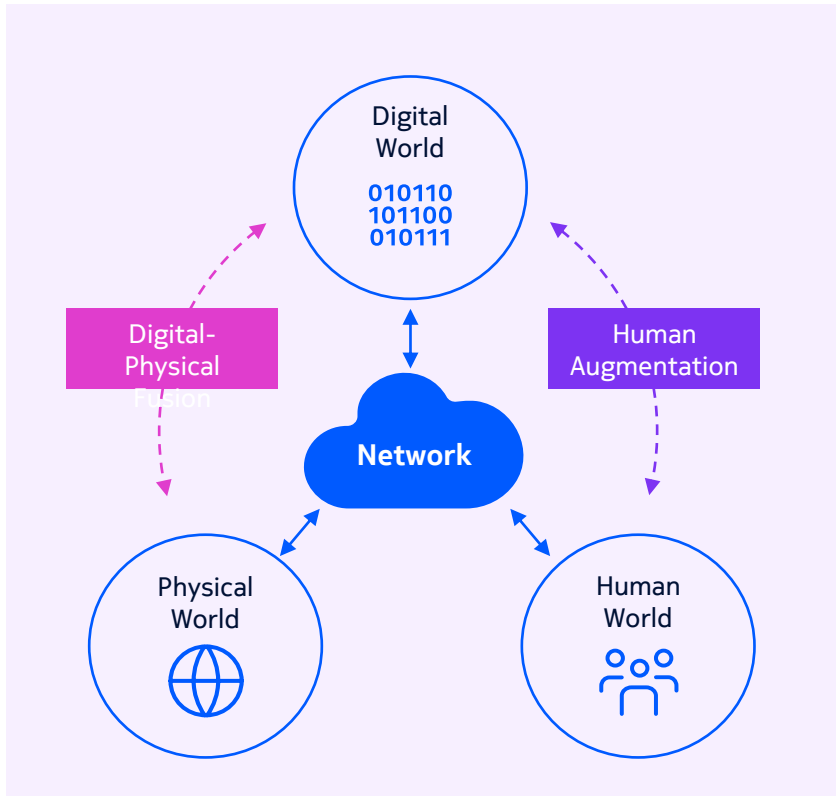 Digital
World
010110
101100
010111
Digital-
Physical
Fusion
Human
Augmentation
Network
Physical
World
Human
World